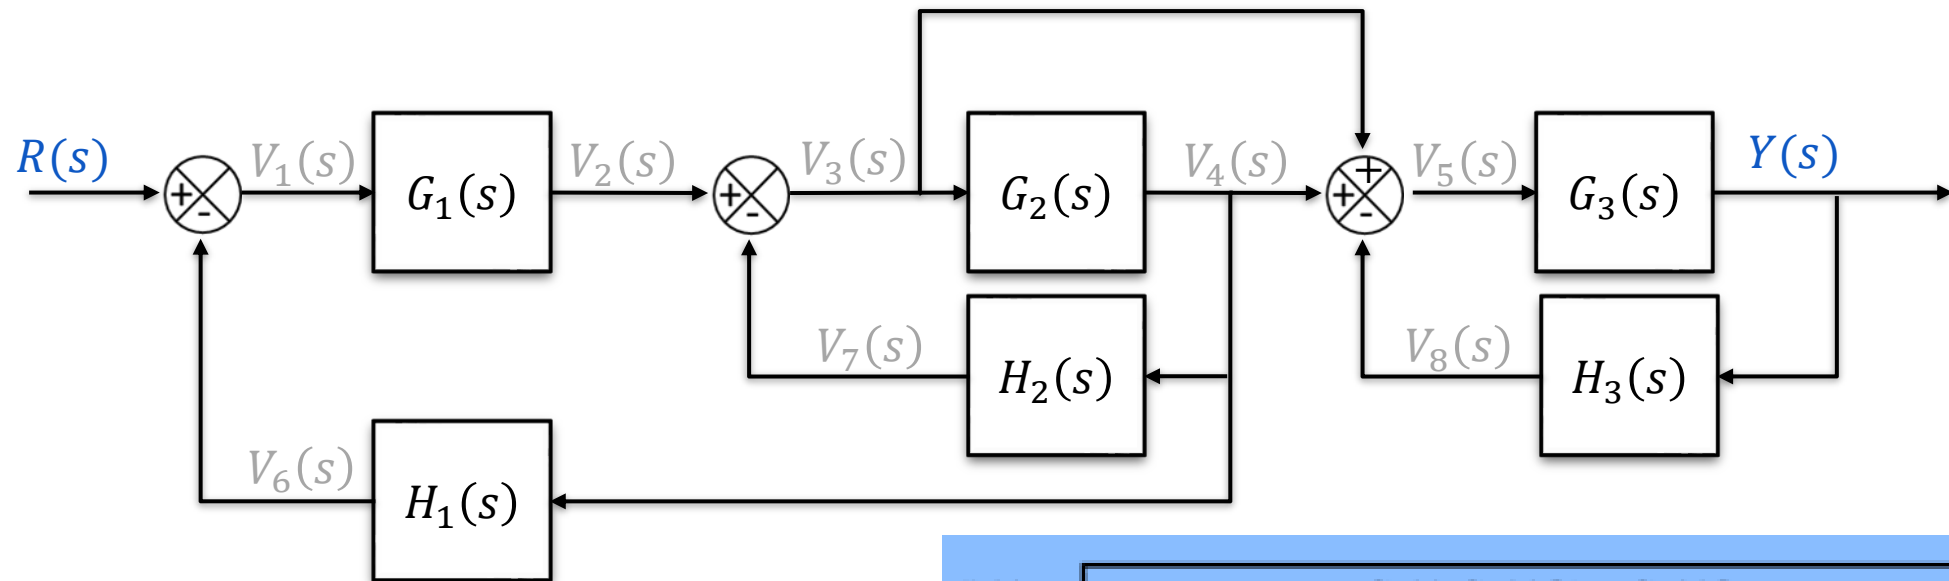 R(s)
+
-
V₁(s)
G₁(s)
V₂(s)
+
-
V₃(s)
G₂(s)
V₄(s)
+
+
-
V₅(s)
G₃(s)
Y(s)
V₇(s)
H₂(s)
V₈(s)
H₃(s)
V₆(s)
H₁(s)